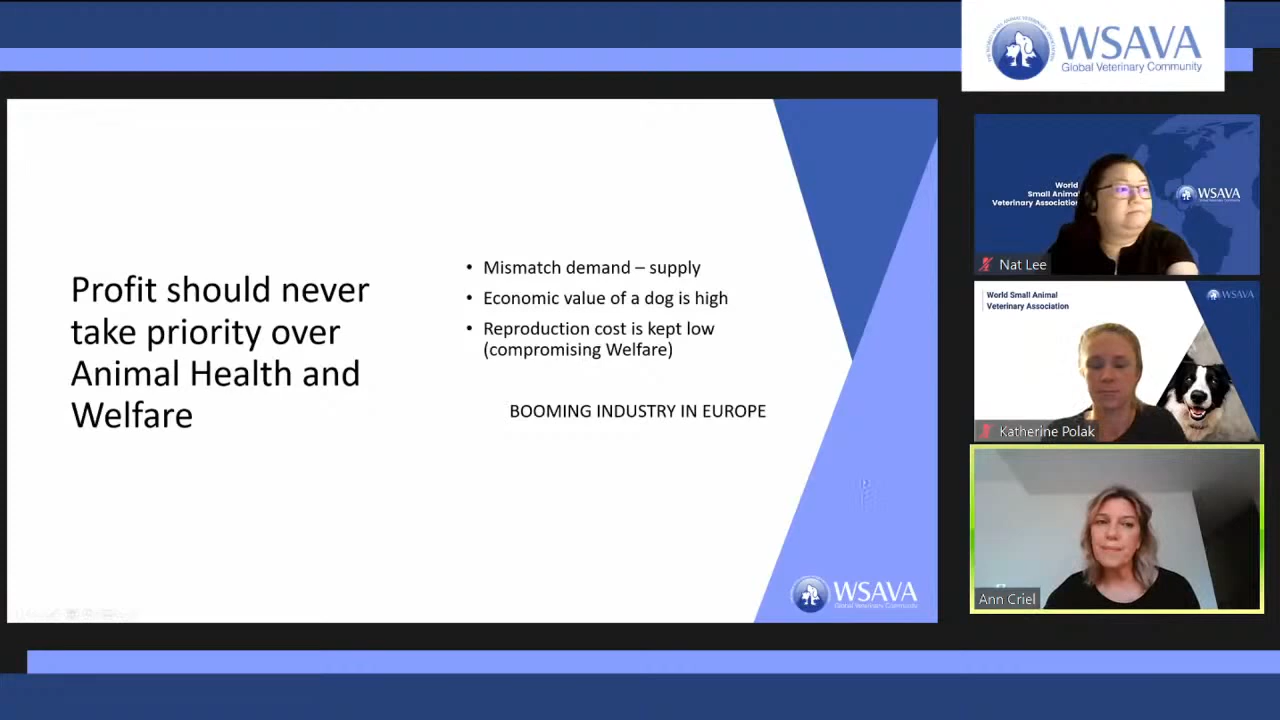 WSAVA
Global Veterinary Community
Profit should never
take priority over
Animal Health and
Welfare
• Mismatch demand – supply
• Economic value of a dog is high
• Reproduction cost is kept low
(compromising Welfare)
BOOMING INDUSTRY IN EUROPE
WSAVA
Global Veterinary Community
World
Small Animal
Veterinary Association
WSAVA
Nat Lee
World Small Animal
Veterinary Association
WSAVA
Katherine Polak
Ann Criel